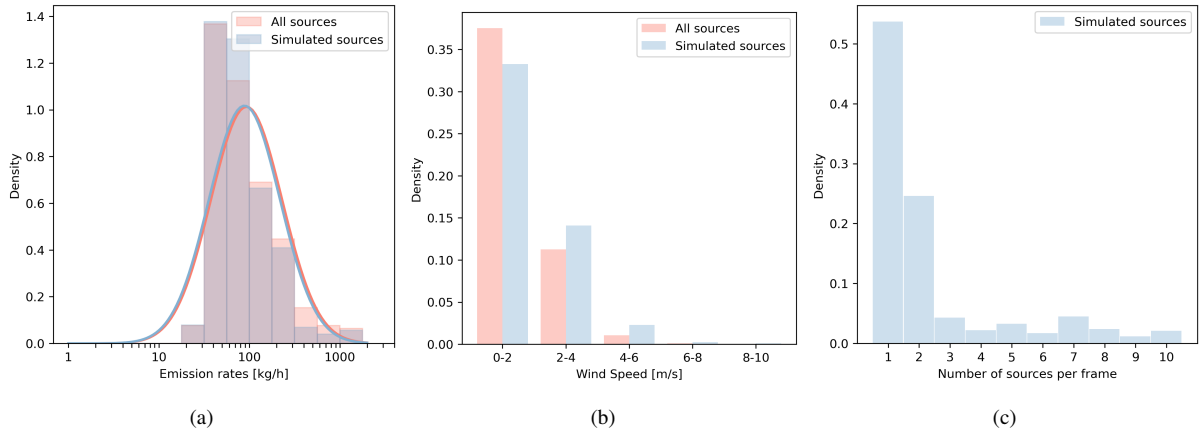 1.4
1.2
1.0
0.8
0.6
0.4
0.2
0.0
Density
1 10 100 1000
Emission rates [kg/h]
All sources
Simulated sources
(a)
0.35
0.30
0.25
0.20
0.15
0.10
0.05
0.00
Density
0-2 2-4 4-6 6-8 8-10
Wind Speed [m/s]
All sources
Simulated sources
(b)
0.5
0.4
0.3
0.2
0.1
0.0
Density
1 2 3 4 5 6 7 8 9 10
Number of sources per frame
Simulated sources
(c)